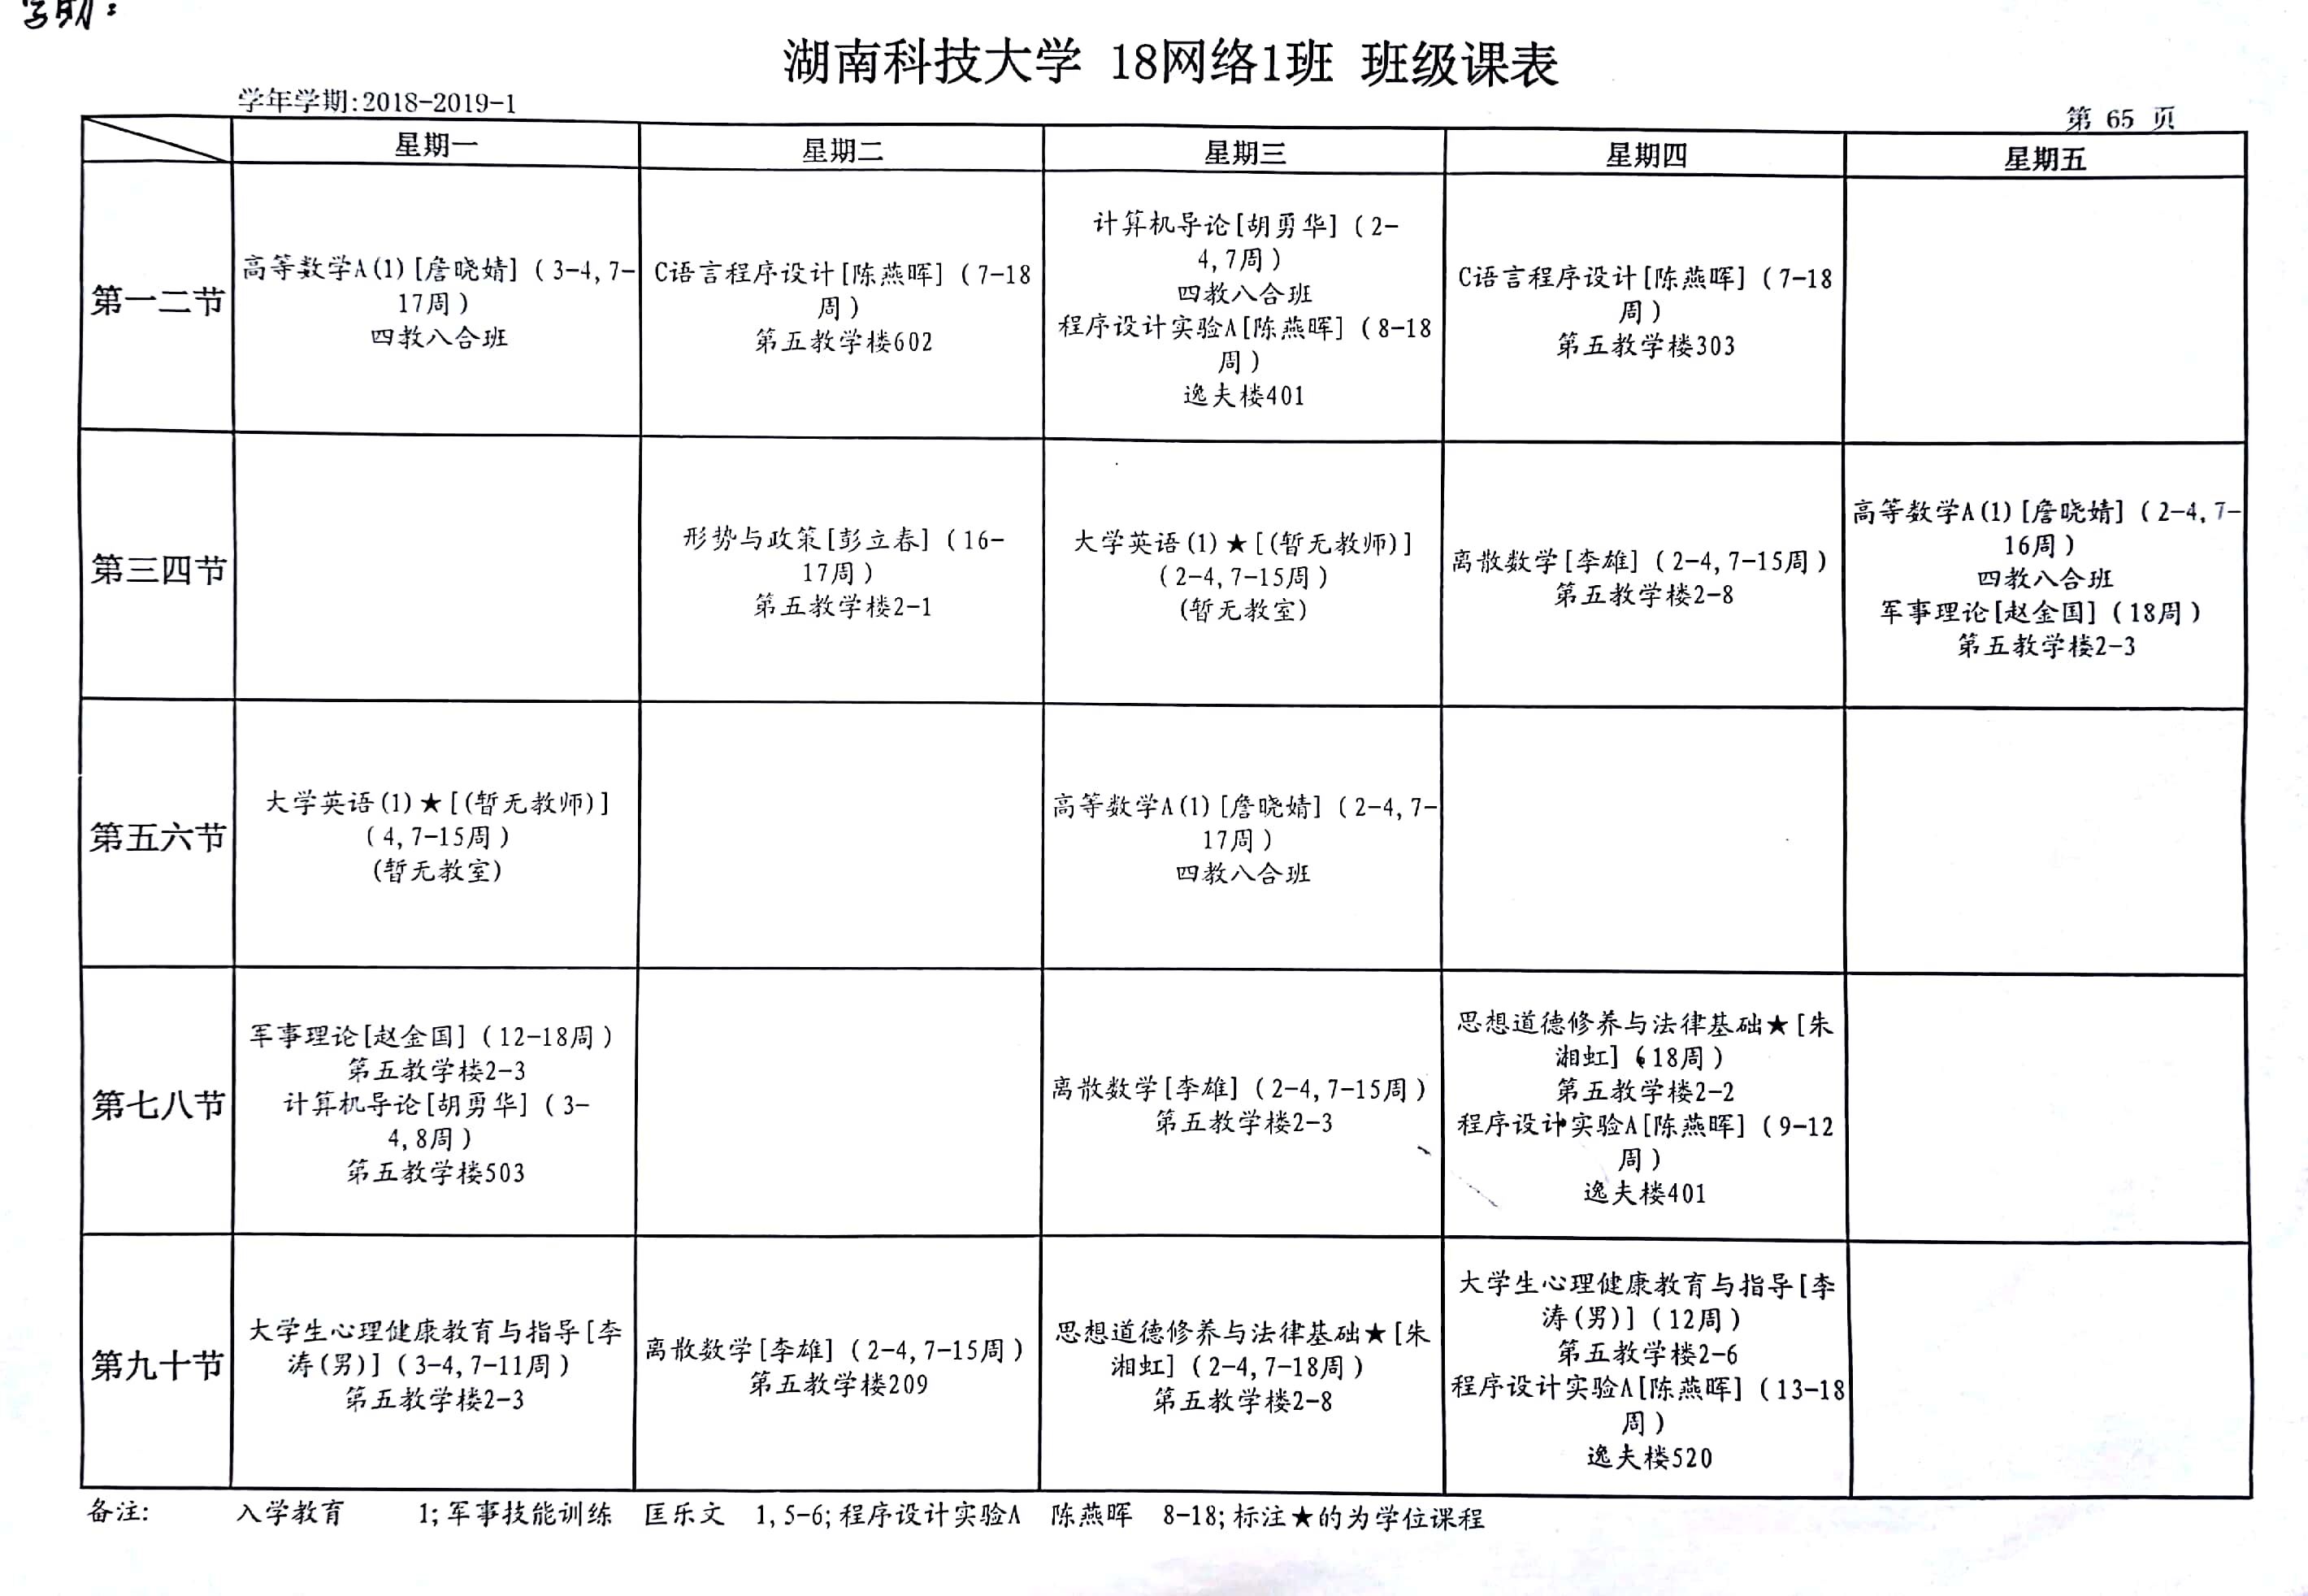 湖南科技大学 18网络1班 班级课表
学年学期:2018-2019-1
第 65 页
星期一
星期二
星期三
星期四
星期五
第一二节
高等数学A(1)[詹晓婧]（3-4,7-
17周）
四教八合班
C语言程序设计[陈燕晖]（7-18
周）
第五教学楼602
计算机导论[胡勇华]（2-
4,7周）
四教八合班
程序设计实验A[陈燕晖]（8-18
周）
逸夫楼401
C语言程序设计[陈燕晖]（7-18
周）
第五教学楼303
第三四节
形势与政策[彭立春]（16-
17周）
第五教学楼2-1
大学英语(1)★[(暂无教师)]
（2-4,7-15周）
(暂无教室)
离散数学[李雄]（2-4,7-15周）
第五教学楼2-8
高等数学A(1)[詹晓婧]（2-4,7-
16周）
四教八合班
军事理论[赵金国]（18周）
第五教学楼2-3
第五六节
大学英语(1)★[(暂无教师)]
（4,7-15周）
(暂无教室)
高等数学A(1)[詹晓婧]（2-4,7-
17周）
四教八合班
第七八节
军事理论[赵金国]（12-18周）
第五教学楼2-3
计算机导论[胡勇华]（3-
4,8周）
第五教学楼503
离散数学[李雄]（2-4,7-15周）
第五教学楼2-3
思想道德修养与法律基础★[朱
湘虹]（18周）
第五教学楼2-2
程序设计实验A[陈燕晖]（9-12
周）
逸夫楼401
第九十节
大学生心理健康教育与指导[李
涛(男)]（3-4,7-11周）
第五教学楼2-3
离散数学[李雄]（2-4,7-15周）
第五教学楼209
思想道德修养与法律基础★[朱
湘虹]（2-4,7-18周）
第五教学楼2-8
大学生心理健康教育与指导[李
涛(男)]（12周）
第五教学楼2-6
程序设计实验A[陈燕晖]（13-18
周）
逸夫楼520
备注: 入学教育 1;军事技能训练 匡乐文 1,5-6;程序设计实验A 陈燕晖 8-18;标注★的为学位课程